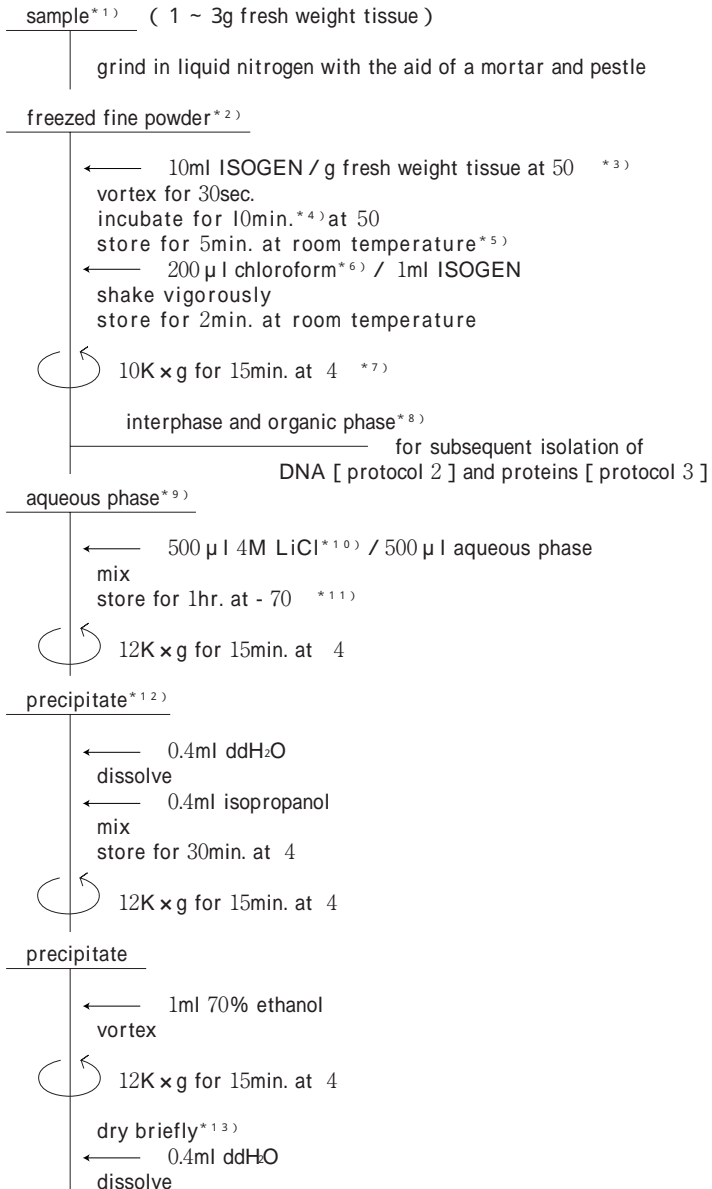 sample*1) ( 1 ~ 3g fresh weight tissue )
grind in liquid nitrogen with the aid of a mortar and pestle
freezed fine powder*2)
10ml ISOGEN / g fresh weight tissue at 50 *3)
vortex for 30sec.
incubate for 10min.*4) at 50
store for 5min. at room temperature*5)
200 μl chloroform*6) / 1ml ISOGEN
shake vigorously
store for 2min. at room temperature
10K × g for 15min. at 4 *7)
interphase and organic phase*8)
for subsequent isolation of
DNA [ protocol 2 ] and proteins [ protocol 3 ]
aqueous phase*9)
500 μl 4M LiCl*10) / 500 μl aqueous phase
mix
store for 1hr. at - 70 *11)
12K × g for 15min. at 4
precipitate*12)
0.4ml ddH2O
dissolve
0.4ml isopropanol
mix
store for 30min. at 4
12K × g for 15min. at 4
precipitate
1ml 70% ethanol
vortex
12K × g for 15min. at 4
dry briefly*13)
0.4ml ddH2O
dissolve